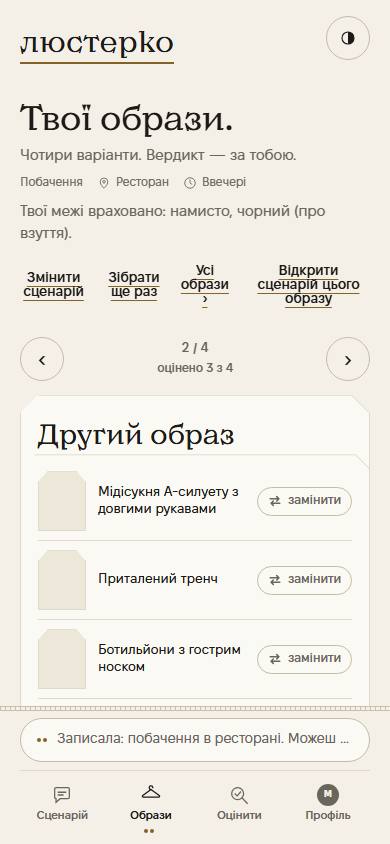 люстерко
Твої образи.
Чотири варіанти. Вердикт — за тобою.
Побачення Ресторан Ввечері
Твої межі враховано: намисто, чорний (про
взуття).
Змінити
сценарій
Зібрати
ще раз
Усі
образи
›
Відкрити
сценарій цього
образу
‹
2 / 4
оцінено 3 з 4
›
Другий образ
Мідісукня А-силуету з
довгими рукавами
замінити
Приталений тренч
замінити
Ботильйони з гострим
носком
замінити
Записала: побачення в ресторані. Можеш ...
Сценарій
Образи
Оцінити
М
Профіль